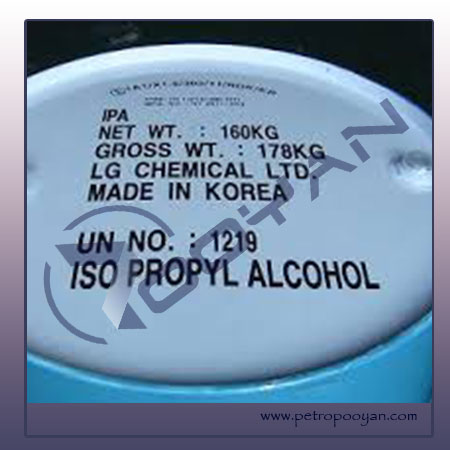 IPA
NET WT. : 160KG
GROSS WT. : 178KG
LG CHEMICAL LTD.
MADE IN KOREA
UN NO. : 1219
ISO PROPYL ALCOHOL
POOYAN
www.petropooyan.com